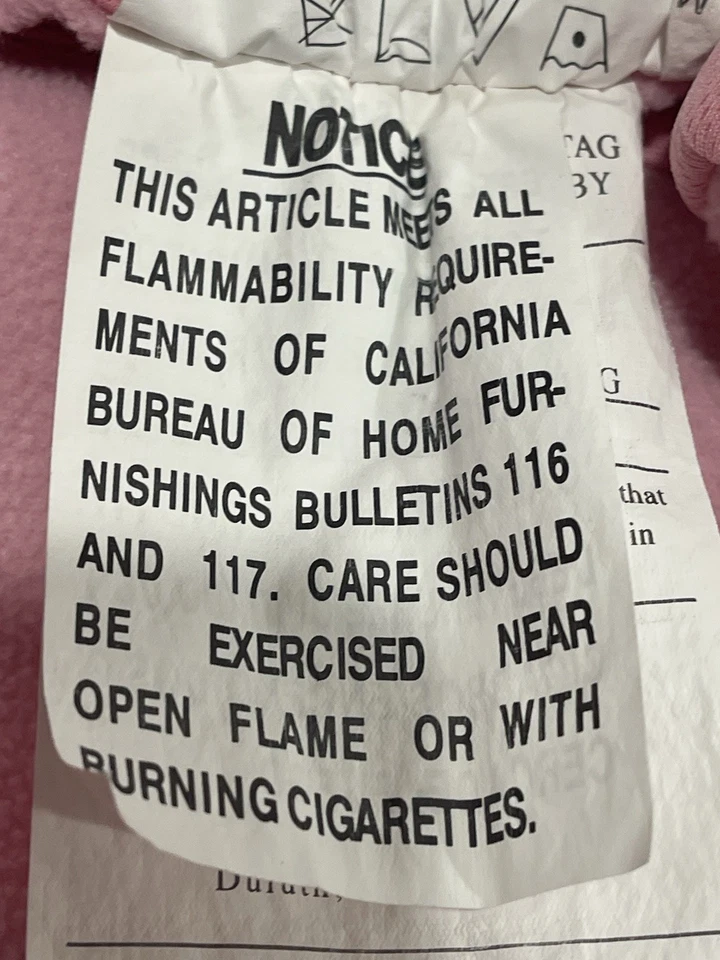 NOTICE
THIS ARTICLE MEETS ALL
FLAMMABILITY REQUIRE-
MENTS OF CALIFORNIA
BUREAU OF HOME FUR-
NISHINGS BULLETINS 116
AND 117. CARE SHOULD
BE EXERCISED NEAR
OPEN FLAME OR WITH
BURNING CIGARETTES.
TAG
BY
G
that
in
Duluth,